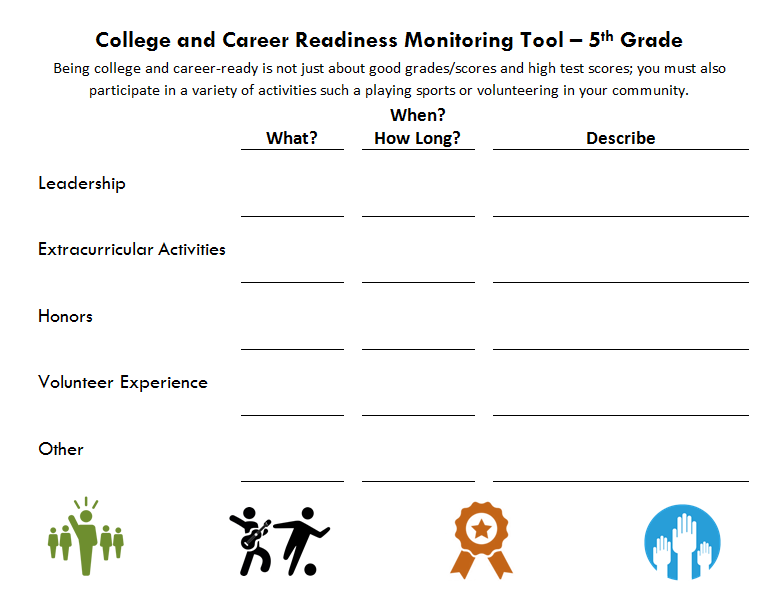 College and Career Readiness Monitoring Tool – 5th Grade
Being college and career-ready is not just about good grades/scores and high test scores; you must also
participate in a variety of activities such a playing sports or volunteering in your community.
When?
What? How Long? Describe
Leadership
Extracurricular Activities
Honors
Volunteer Experience
Other